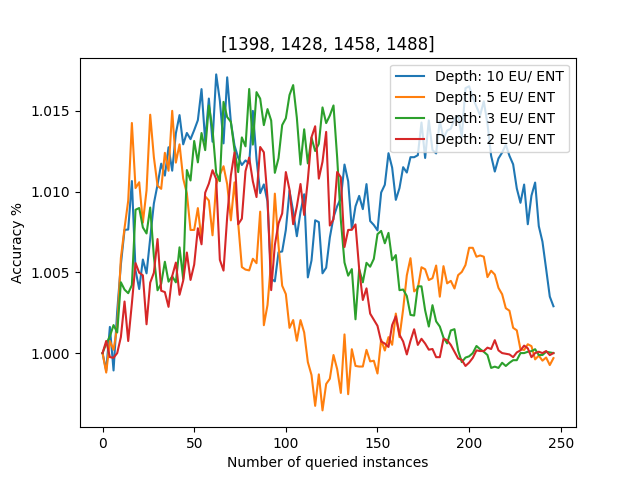 [1398, 1428, 1458, 1488]
Depth: 10 EU/ ENT
Depth: 5 EU/ ENT
Depth: 3 EU/ ENT
Depth: 2 EU/ ENT
Accuracy %
1.015
1.010
1.005
1.000
0 50 100 150 200 250
Number of queried instances